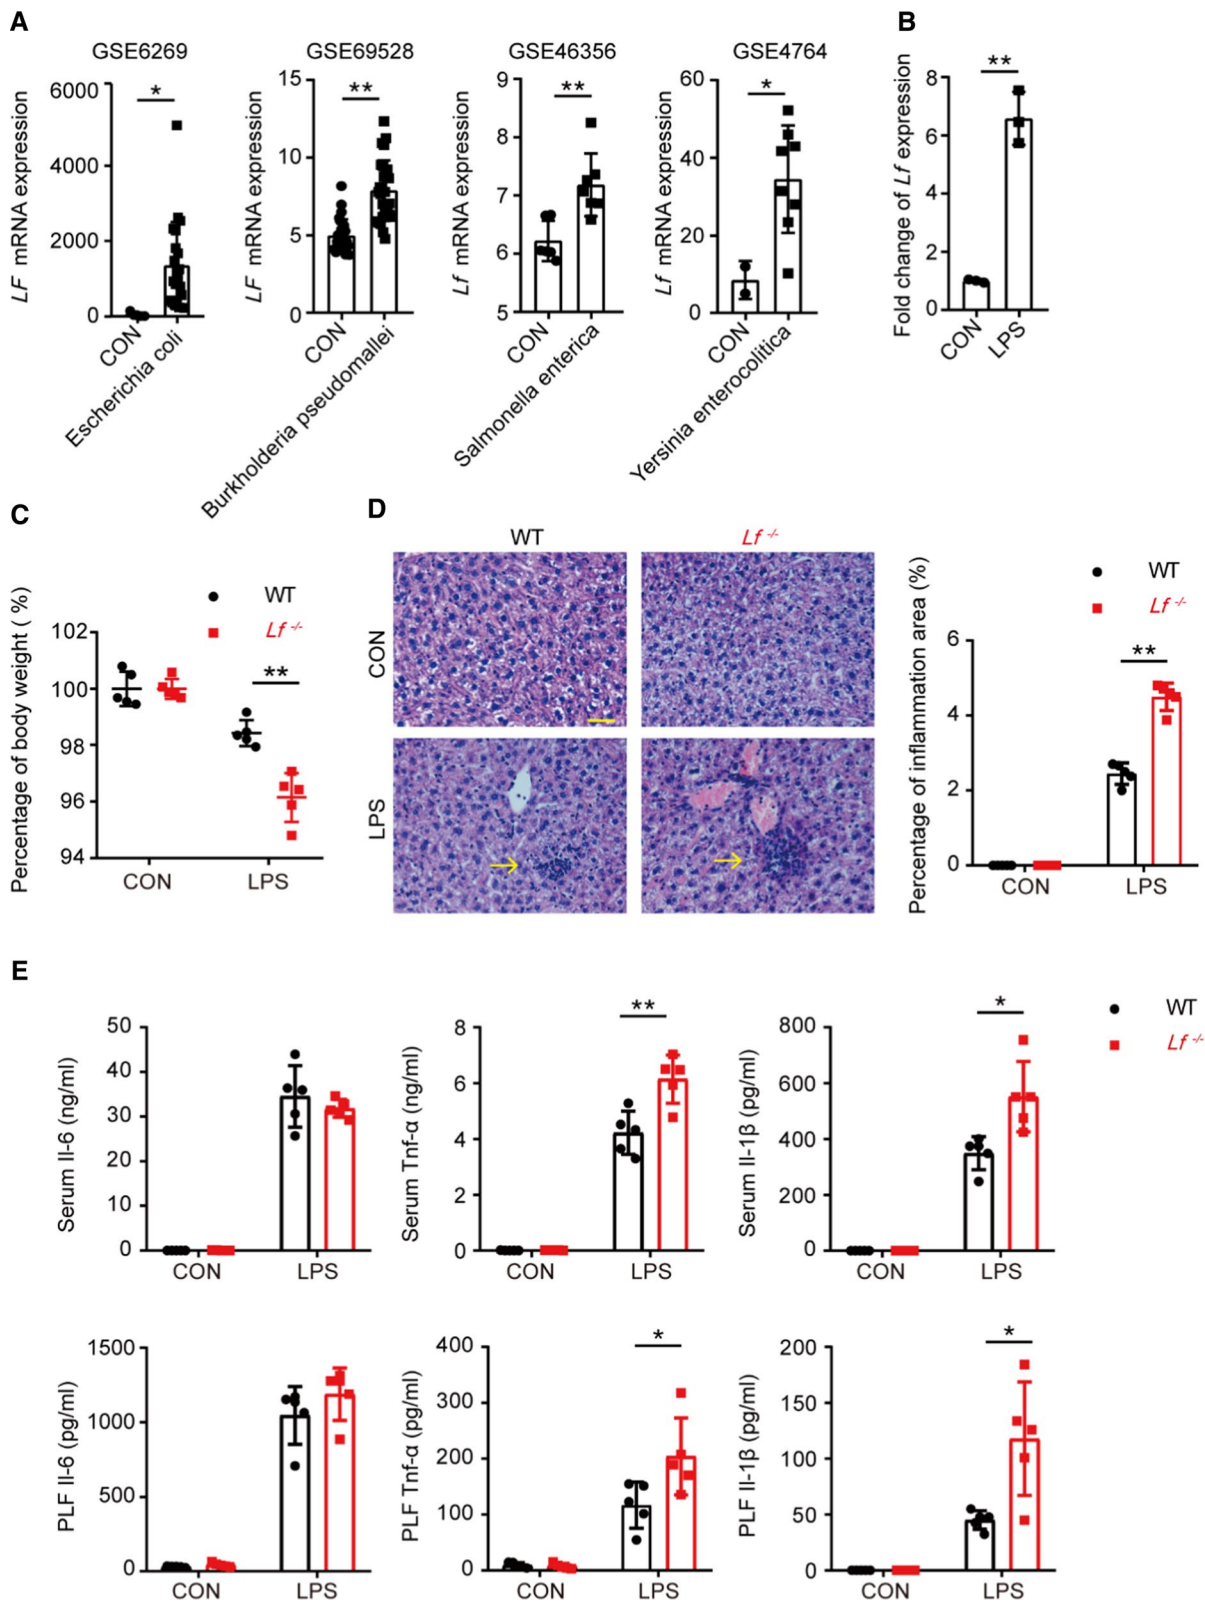 A
GSE6269
LF mRNA expression
6000
4000
2000
0
*
CON
Escherichia coli
GSE69528
LF mRNA expression
15
10
5
0
**
CON
Burkholderia pseudomallei
GSE46356
Lf mRNA expression
9
8
7
6
5
**
CON
Salmonella enterica
GSE4764
Lf mRNA expression
60
40
20
0
*
CON
Yersinia enterocolitica
B
Fold change of Lf expression
8
6
4
2
0
**
CON
LPS
C
Percentage of body weight ( %)
WT
Lf -/-
102
100
98
96
94
**
CON
LPS
D
WT
Lf -/-
CON
LPS
Percentage of inflammation area (%)
WT
Lf -/-
6
4
2
0
**
CON
LPS
E
Serum Il-6 (ng/ml)
50
40
30
20
10
0
CON
LPS
Serum Tnf-α (ng/ml)
8
6
4
2
0
**
CON
LPS
Serum Il-1β (pg/ml)
800
600
400
200
0
*
CON
LPS
WT
Lf -/-
PLF Il-6 (pg/ml)
1500
1000
500
0
CON
LPS
PLF Tnf-α (pg/ml)
400
300
200
100
0
*
CON
LPS
PLF Il-1β (pg/ml)
200
150
100
50
0
*
CON
LPS